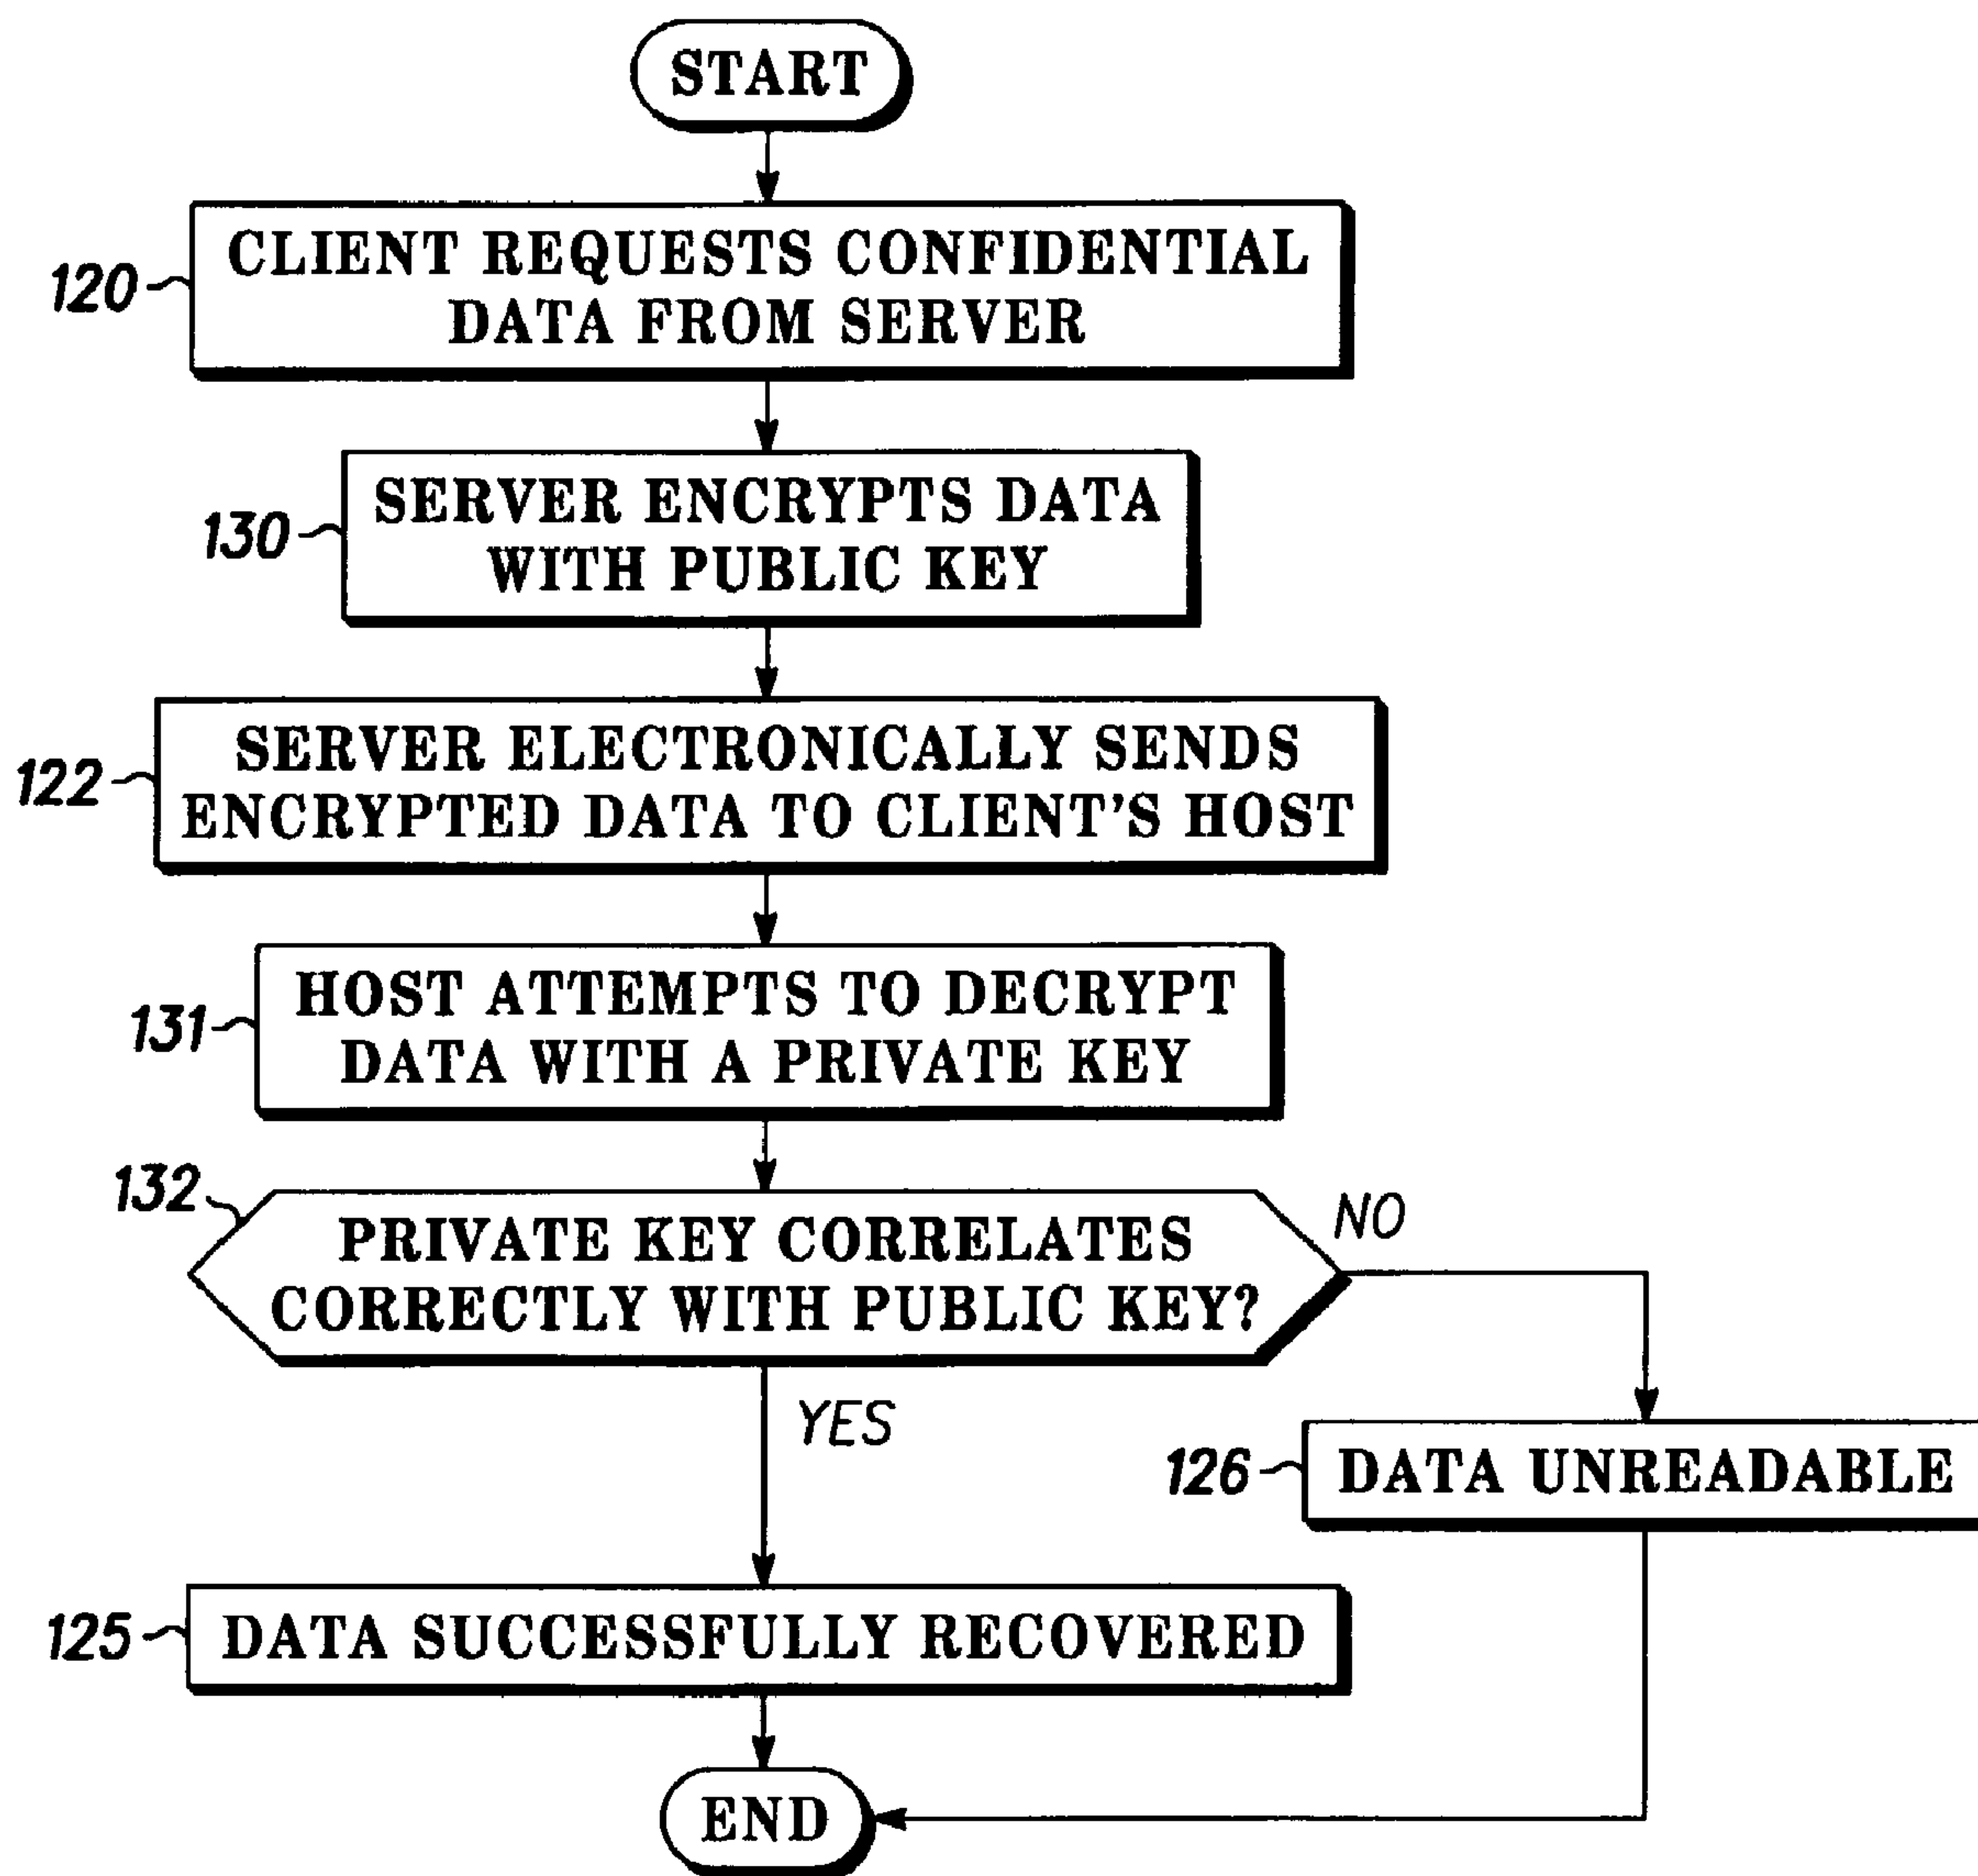 START
120
CLIENT REQUESTS CONFIDENTIAL
DATA FROM SERVER
130
SERVER ENCRYPTS DATA
WITH PUBLIC KEY
122
SERVER ELECTRONICALLY SENDS
ENCRYPTED DATA TO CLIENT'S HOST
131
HOST ATTEMPTS TO DECRYPT
DATA WITH A PRIVATE KEY
132
PRIVATE KEY CORRELATES
CORRECTLY WITH PUBLIC KEY?
NO
YES
126
DATA UNREADABLE
125
DATA SUCCESSFULLY RECOVERED
END